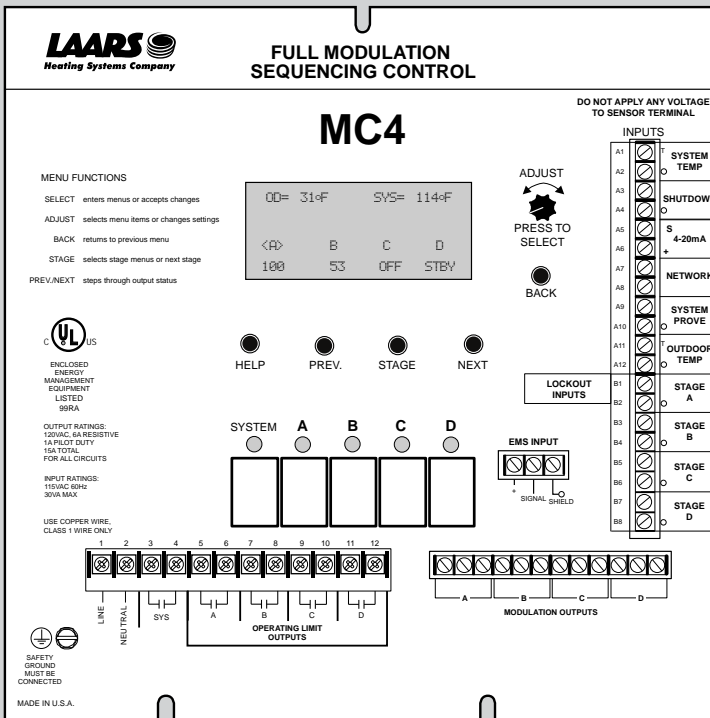 LAARS
Heating Systems Company
FULL MODULATION
SEQUENCING CONTROL
MC4
DO NOT APPLY ANY VOLTAGE
TO SENSOR TERMINAL
MENU FUNCTIONS
SELECT enters menus or accepts changes
ADJUST selects menu items or changes settings
BACK returns to previous menu
STAGE selects stage menus or next stage
PREV./NEXT steps through output status
OD= 31°F SYS= 114°F
<A> B C D
100 53 OFF STBY
ADJUST
PRESS TO
SELECT
BACK
HELP PREV. STAGE NEXT
INPUTS
A1 T SYSTEM
A2 TEMP
A3 SHUTDOW
A4
A5 S
4-20mA
A6 +
A7 NETWORK
A8
A9 SYSTEM
A10 PROVE
A11 T OUTDOOR
A12 TEMP
LOCKOUT
INPUTS
B1 STAGE
B2 A
B3 STAGE
B4 B
B5 STAGE
B6 C
B7 STAGE
B8 D
C UL US
ENCLOSED
ENERGY
MANAGEMENT
EQUIPMENT
LISTED
99RA
OUTPUT RATINGS:
120VAC, 6A RESISTIVE
1A PILOT DUTY
15A TOTAL
FOR ALL CIRCUITS
INPUT RATINGS:
115VAC 60Hz
30VA MAX
USE COPPER WIRE,
CLASS 1 WIRE ONLY
SYSTEM A B C D
EMS INPUT
+ SIGNAL SHIELD
1 2 3 4 5 6 7 8 9 10 11 12
LINE NEUTRAL SYS A B C D
OPERATING LIMIT
OUTPUTS
A B C D
MODULATION OUTPUTS
SAFETY
GROUND
MUST BE
CONNECTED
MADE IN U.S.A.